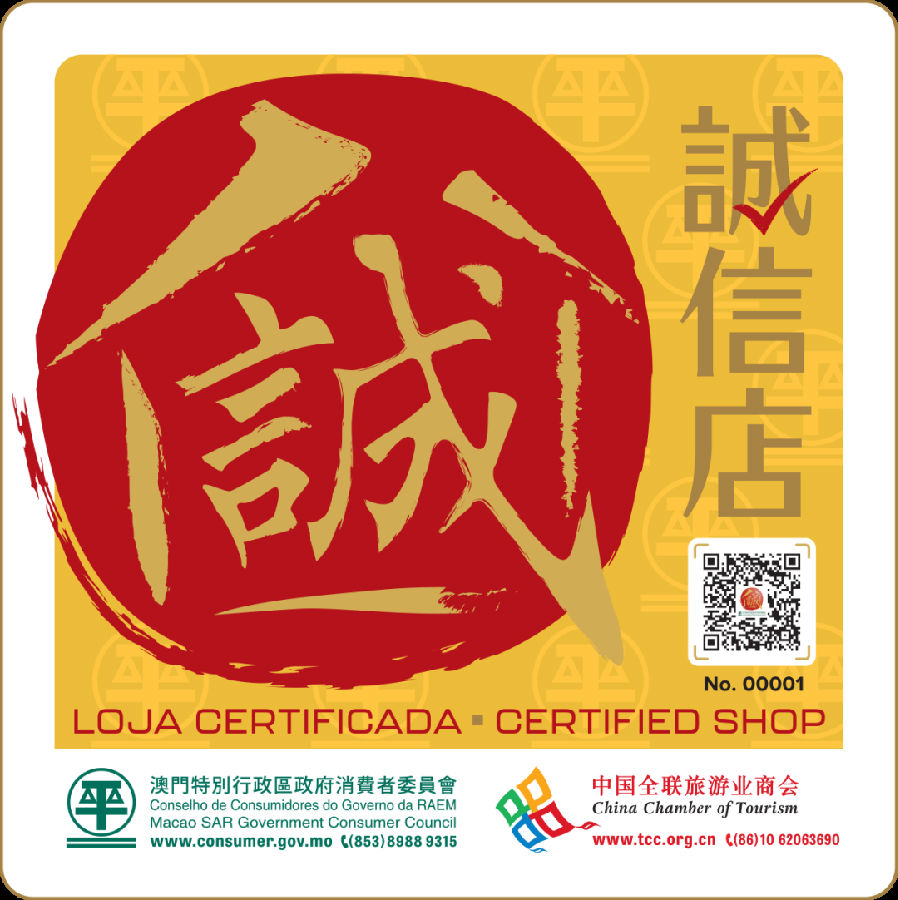 誠
誠信店
No. 00001
LOJA CERTIFICADA ▪ CERTIFIED SHOP
澳門特別行政區政府消費者委員會
Conselho de Consumidores do Governo da RAEM
Macao SAR Government Consumer Council
www.consumer.gov.mo (853)8988 9315
中国全联旅游业商会
China Chamber of Tourism
www.tcc.org.cn (86)10 62063690